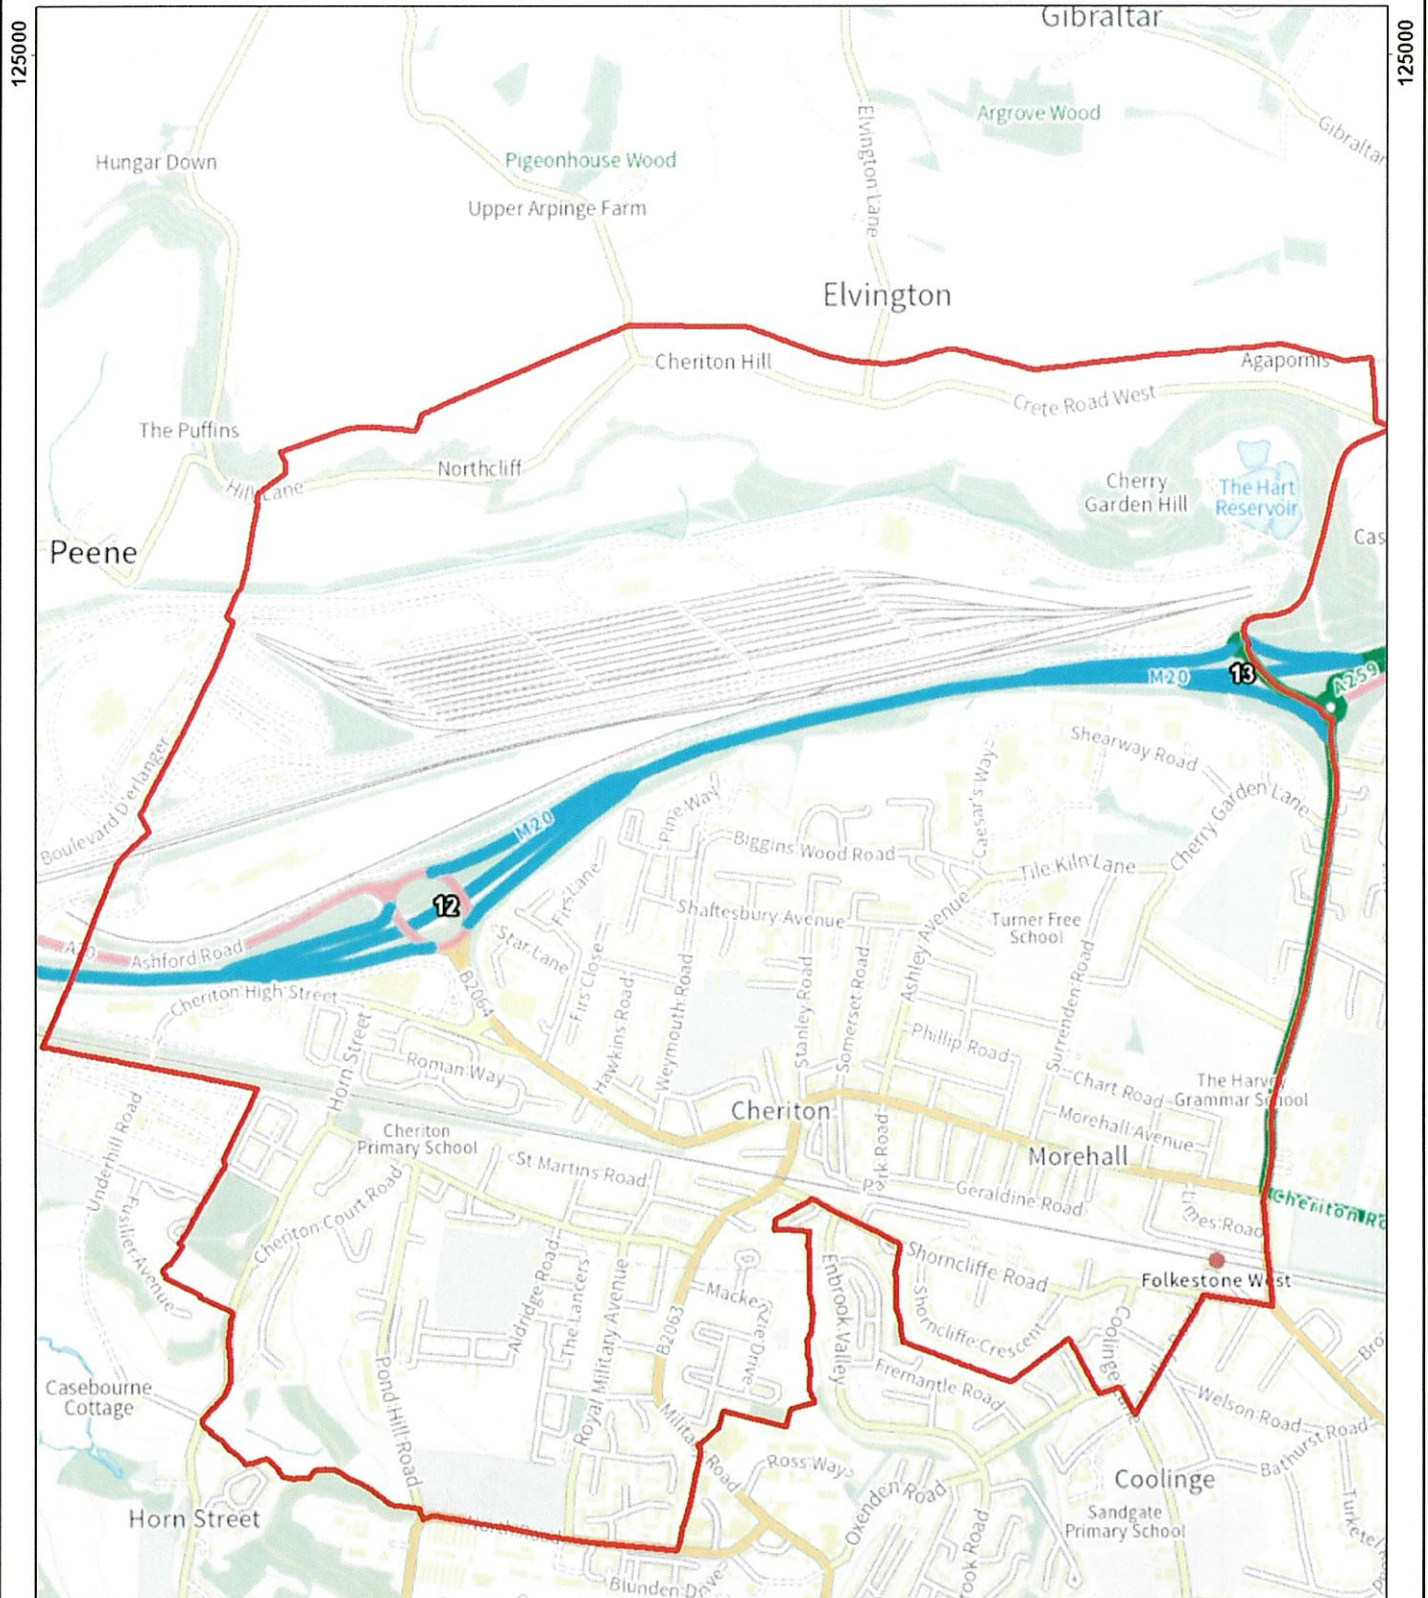 125000
125000
Gibraltar
Argrove Wood
Gibraltar
Elvington Lane
Hungar Down
Pigeonhouse Wood
Upper Arpinge Farm
Elvington
Cheriton Hill
Agapornis
Crete Road West
The Puffins
Northcliff
Hill Lane
Cherry
Garden Hill
The Hart
Reservoir
Cas
Peene
13
M20
A259
Shearway Road
Boulevard D'erlanger
Pine Way
Caesar's Way
Cherry Garden Lane
M20
Biggins Wood Road
Tile Kiln Lane
12
Firs Lane
Shaftesbury Avenue
Ashley Avenue
Turner Free
School
A20
Ashford Road
Star Lane
Cheriton High Street
B2064
Firs Close
Hawkins Road
Weymouth Road
Stanley Road
Somerset Road
Surrenden Road
Phillip Road
Horn Street
Roman Way
Chart Road
The Harvey
Grammar School
Cheriton
Morehall Avenue
Underhill Road
Cheriton
Primary School
St Martins Road
Park Road
Morehall
Geraldine Road
Limes Road
Cheriton Ro
Fusilier Avenue
Cheriton Court Road
Aldridge Road
The Lancers
Royal Military Avenue
B2063
Mackenzie Drive
Enbrook Valley
Shorncliffe Road
Folkestone West
Shorncliffe Crescent
Coolinge Lane
Bro
Casebourne
Cottage
Pond Hill Road
Fremantle Road
Welson Road
Bathurst Road
Military Road
Ross Way
Oxenden Road
Coolinge
Sandgate
Primary School
Horn Street
North Road
Blunden Drive
rook Road